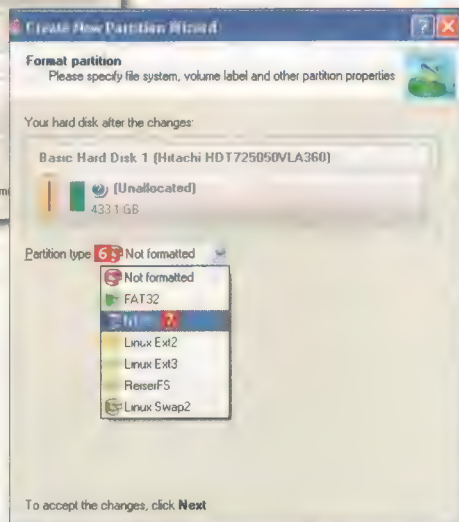 Create New Partition Wizard
Format partition
Please specify file system, volume label and other partition properties
Your hard disk after the changes:
Basic Hard Disk 1 (Hitachi HDT725050VLA360)
(Unallocated)
433.1 GB
Partition type 6 Not formatted
Not formatted
FAT32
7
Linux Ext2
Linux Ext3
ReiserFS
Linux Swap2
To accept the changes, click Next